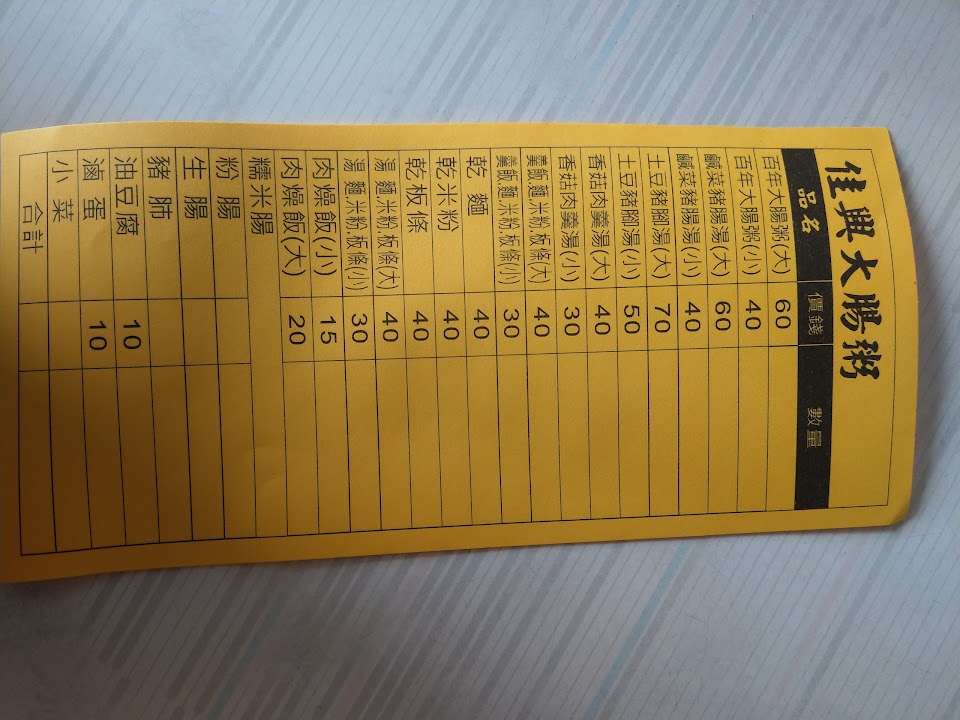 佳興大腸粥
品名 價錢 數量
百年大腸粥(大) 60
百年大腸粥(小) 40
鹹菜豬腸湯(大) 60
鹹菜豬腸湯(小) 40
土豆豬腳湯(大) 70
土豆豬腳湯(小) 50
香菇肉羹湯(大) 40
香菇肉羹湯(小) 30
羹飯.麵.米粉.板條(大) 40
羹飯.麵.米粉.板條(小) 30
乾麵 40
乾米粉 40
乾板條 40
湯麵.米粉.板條(大) 40
湯麵.米粉.板條(小) 30
肉燥飯(小) 15
肉燥飯(大) 20
糯米腸
粉腸
生腸
豬肺
油豆腐 10
滷蛋 10
小菜
合計